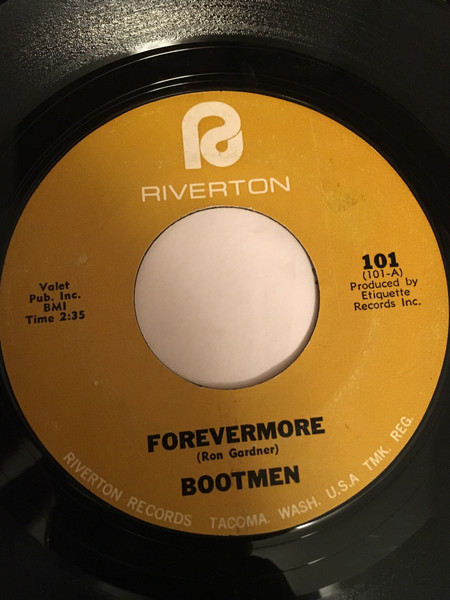 RIVERTON
Valet
Pub. Inc.
BMI
Time 2:35
101
(101-A)
Produced by
Etiquette
Records Inc.
FOREVERMORE
(Ron Gardner)
BOOTMEN
RIVERTON RECORDS TACOMA. WASH. U.S.A TMK. REG.